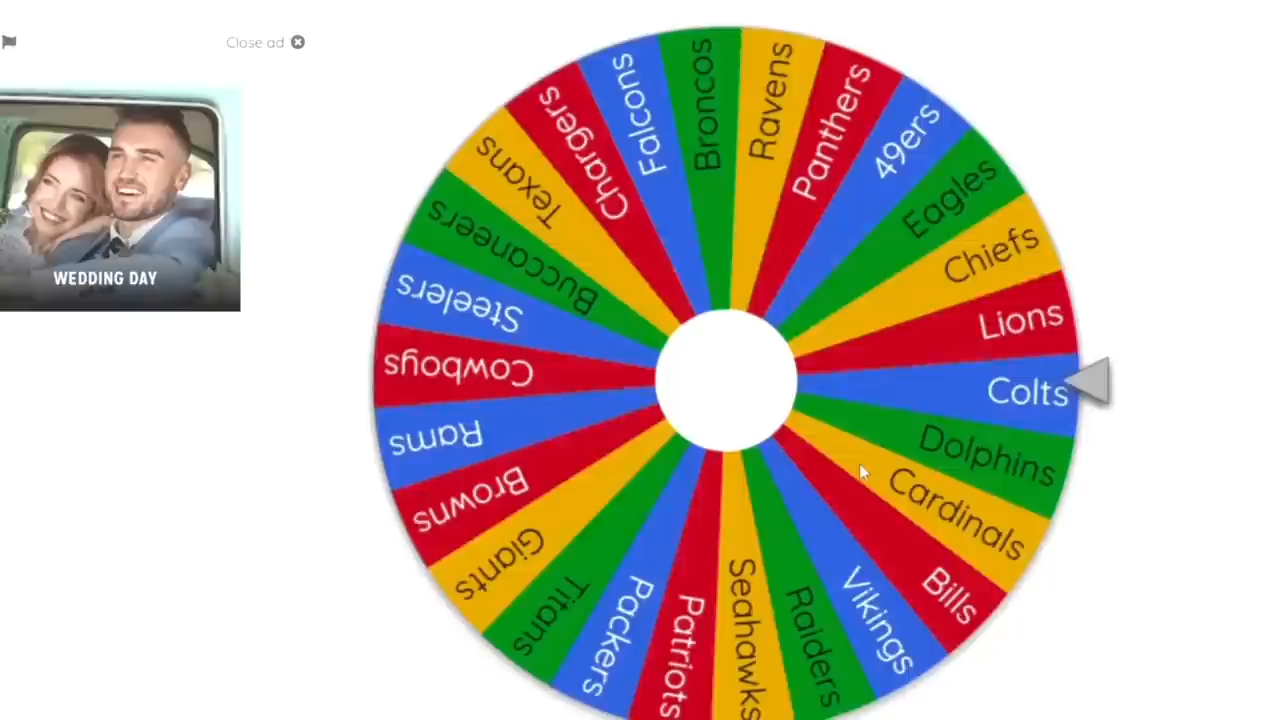 Close ad
WEDDING DAY
Broncos
Ravens
Panthers
49ers
Eagles
Chiefs
Lions
Colts
Dolphins
Cardinals
Bills
Vikings
Raiders
Seahawks
Patriots
Packers
Titans
Giants
Browns
Rams
Cowboys
Steelers
Buccaneers
Texans
Chargers
Falcons